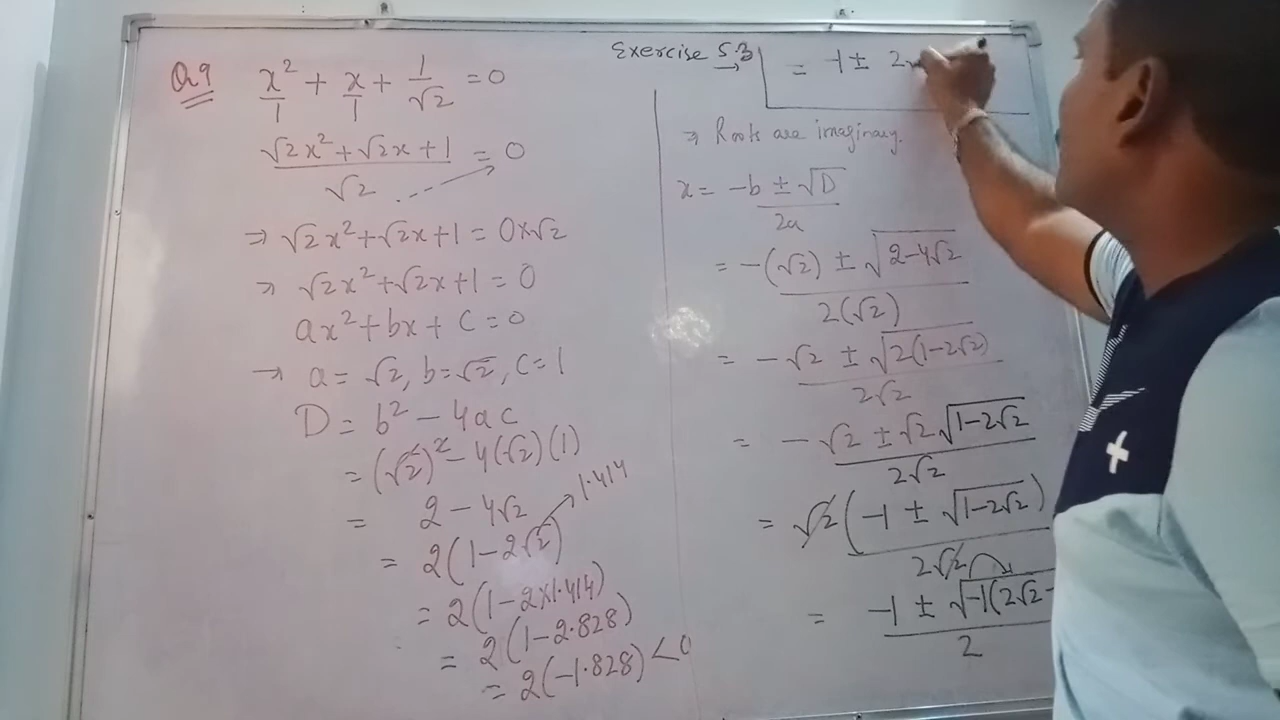 Exercise 5.3
Q9 x²/1 + x/1 + 1/√2 = 0
√2x² + √2x + 1 / √2 = 0
⇒ √2x² + √2x + 1 = 0×√2
⇒ √2x² + √2x + 1 = 0
ax² + bx + c = 0
→ a = √2, b = √2, c = 1
D = b² - 4ac
= (√2)² - 4(√2)(1)
= 2 - 4√2
= 2(1 - 2√2) 1.414
= 2(1 - 2×1.414)
= 2(1 - 2.828)
= 2(-1.828) < 0
= -1 ± 2
⇒ Roots are imaginary.
x = -b ± √D / 2a
= -(√2) ± √(2 - 4√2) / 2(√2)
= -√2 ± √(2(1 - 2√2)) / 2√2
= -√2 ± √2 √(1 - 2√2) / 2√2
= √2(-1 ± √(1 - 2√2)) / 2√2
= -1 ± √(-1(2√2 - / 2